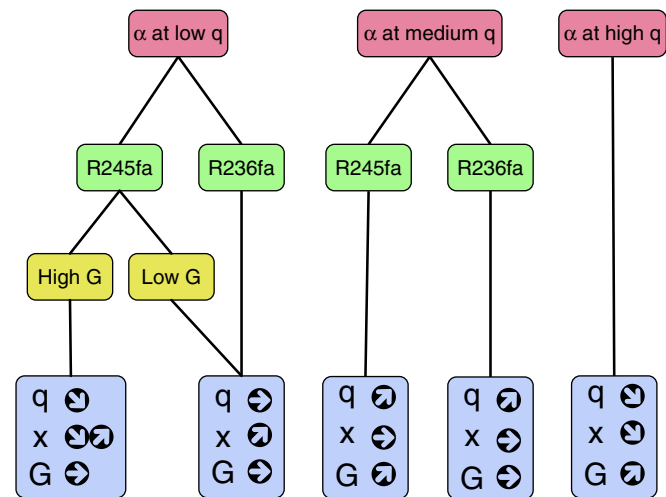 α at low q
α at medium q
α at high q
R245fa
R236fa
R245fa
R236fa
High G
Low G
q
x
G
q
x
G
q
x
G
q
x
G
q
x
G